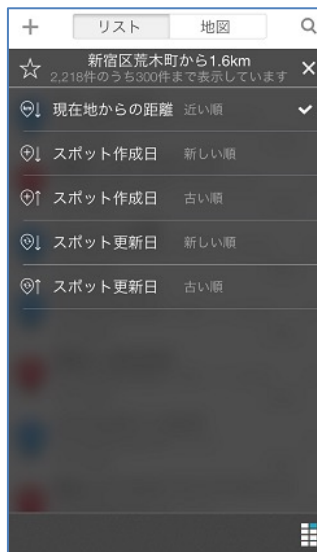 リスト 地図
新宿区荒木町から1.6km
2,218件のうち300件まで表示しています
現在地からの距離 近い順
スポット作成日 新しい順
スポット作成日 古い順
スポット更新日 新しい順
スポット更新日 古い順